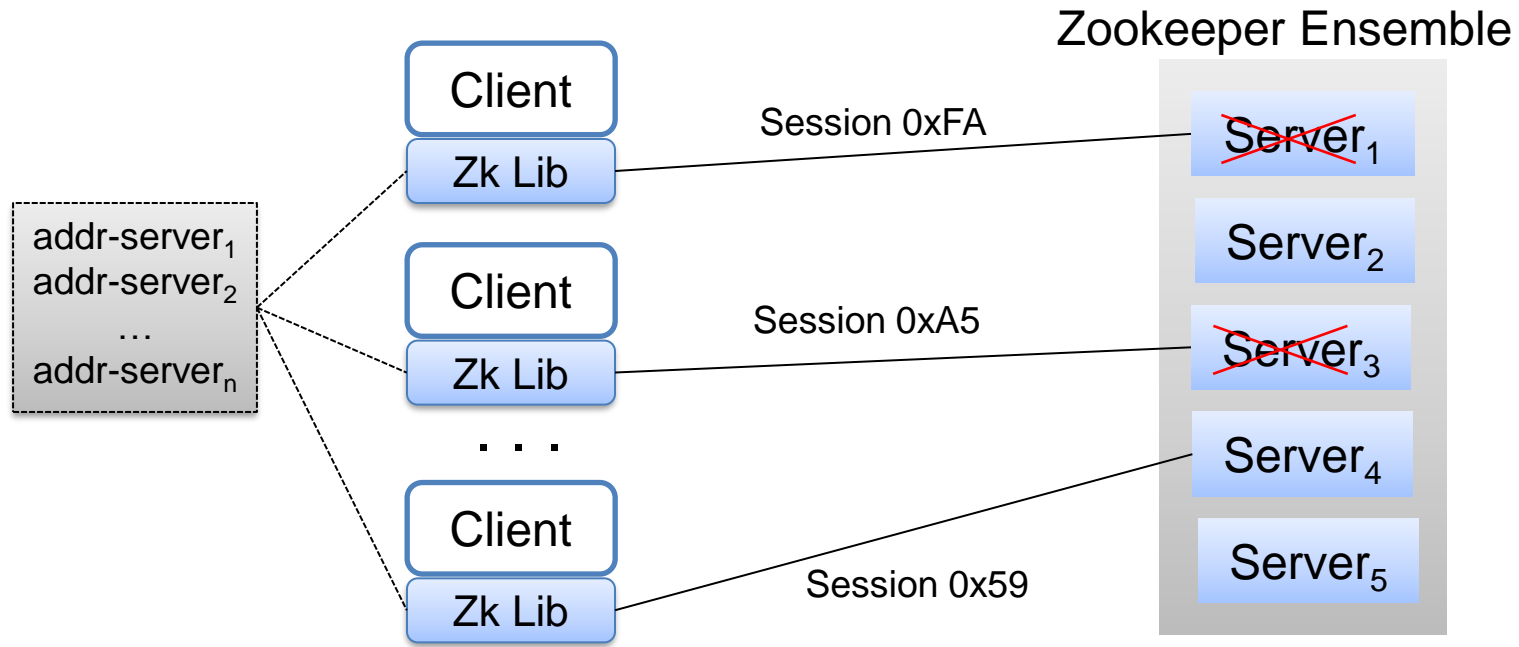 Zookeeper Ensemble
addr-server₁
addr-server₂
…
addr-serverₙ
Client
Zk Lib
Client
Zk Lib
. . .
Client
Zk Lib
Session 0xFA
Session 0xA5
Session 0x59
Server₁
Server₂
Server₃
Server₄
Server₅